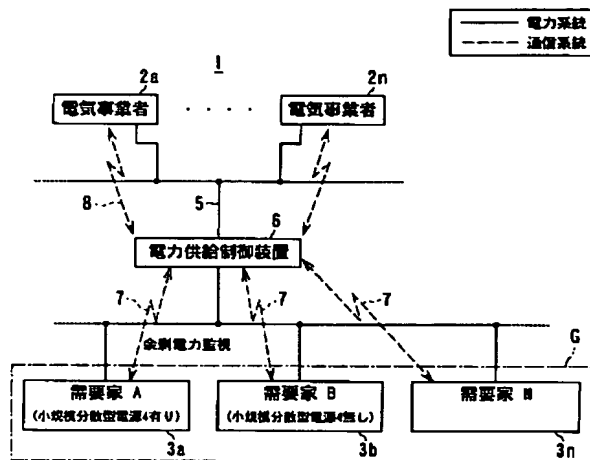 電力系統
通信系統
1
2a
2n
電気事業者
・・・・・
電気事業者
8
5
6
電力供給制御装置
7
7
7
余剰電力監視
G
需要家 A
(小規模分散型電源4有り)
需要家 B
(小規模分散型電源4無し)
需要家 N
3a
3b
3n